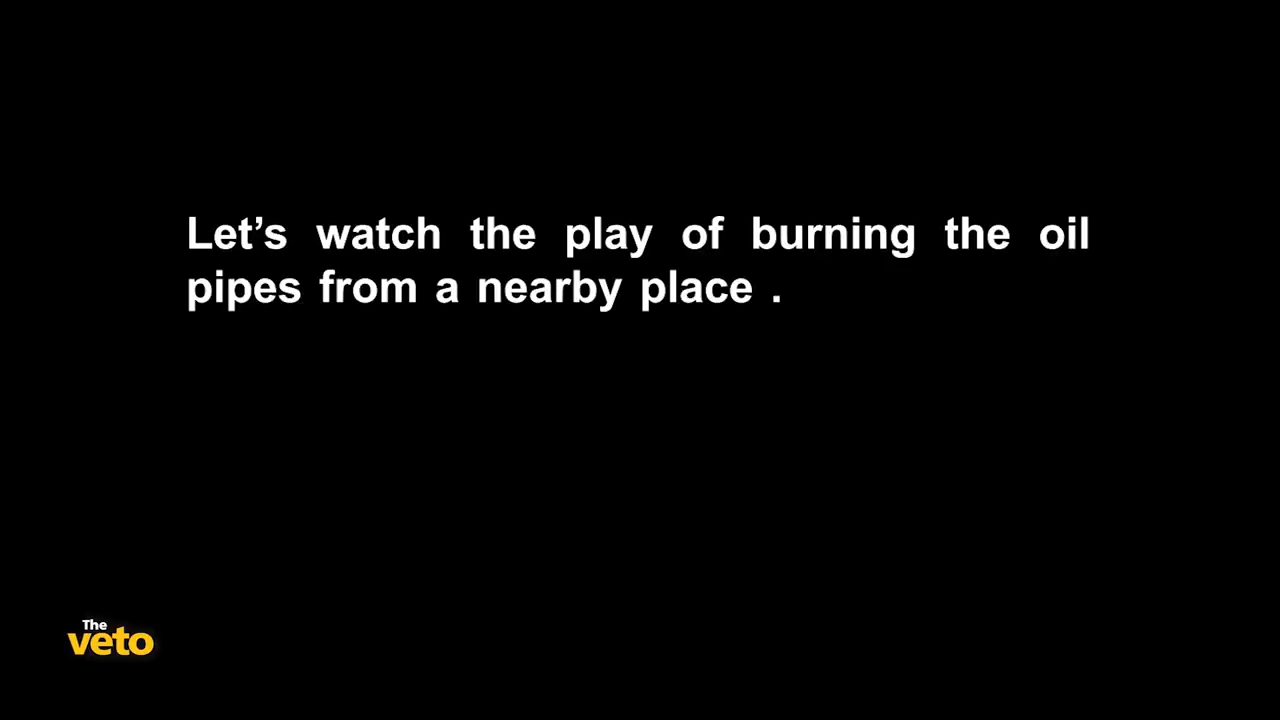 Let’s watch the play of burning the oil
pipes from a nearby place .
The
veto